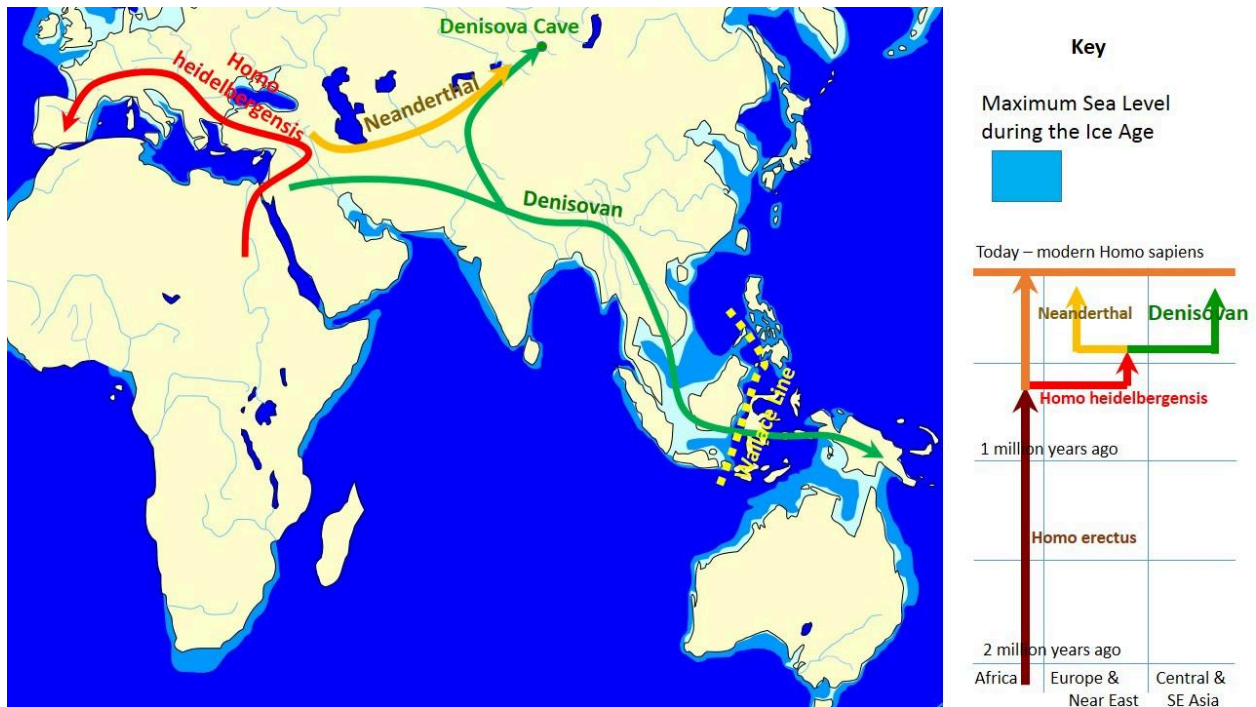 Denisova Cave
Homo
heidelbergensis
Neanderthal
Denisovan
Wallace Line
Key
Maximum Sea Level
during the Ice Age
Today – modern Homo sapiens
Neanderthal
Denisovan
Homo heidelbergensis
1 million years ago
Homo erectus
2 million years ago
Africa
Europe &
Near East
Central &
SE Asia